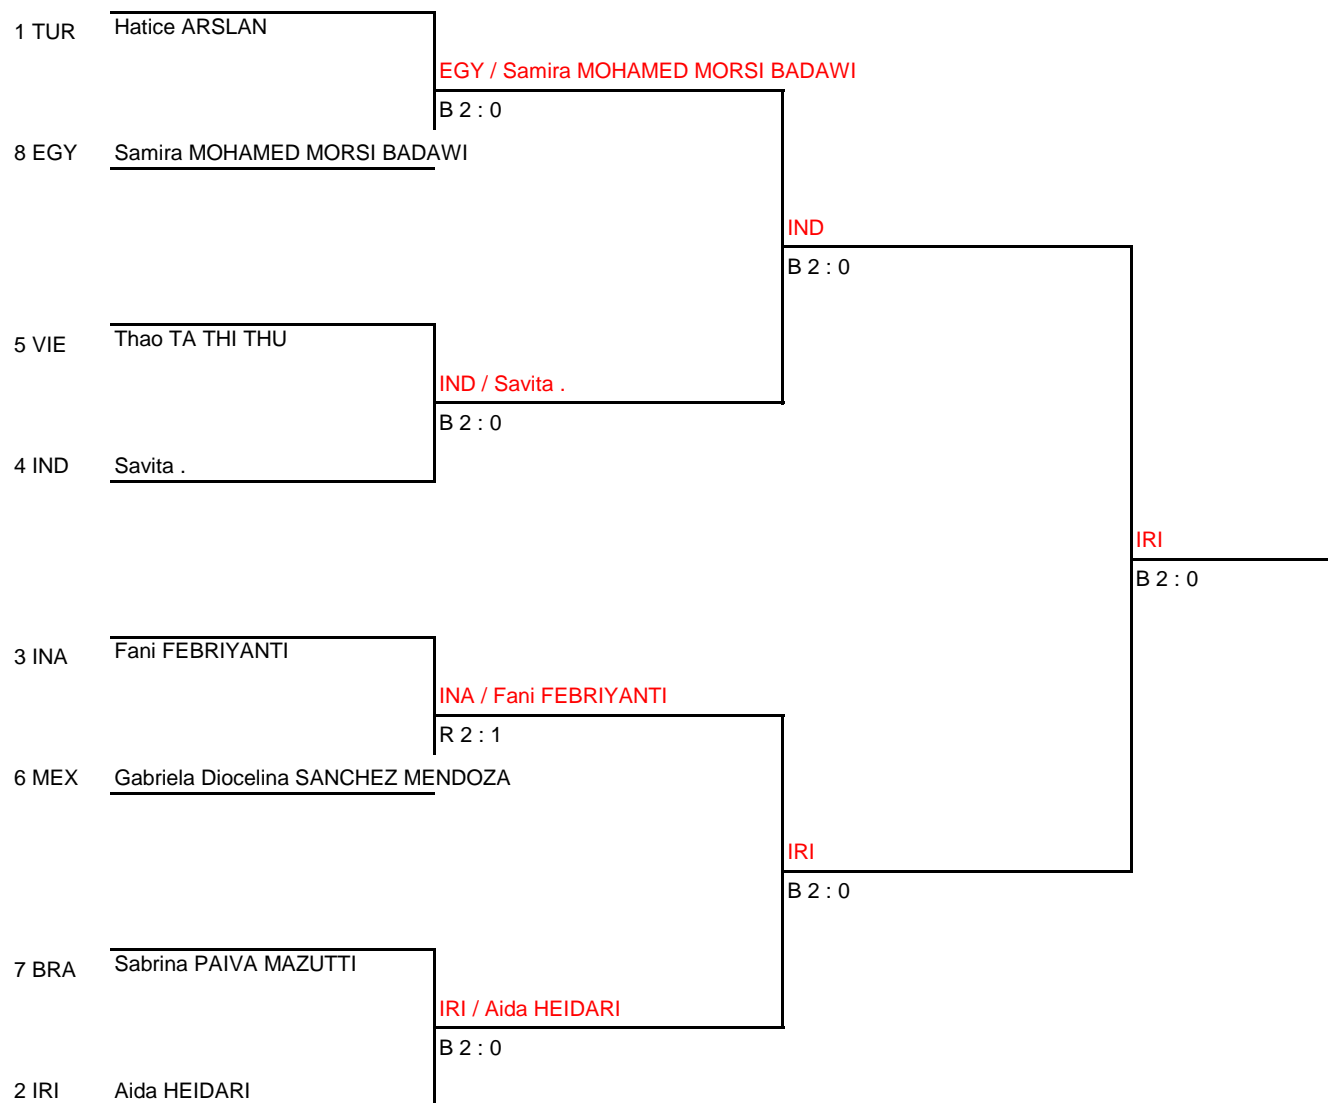 1 TUR Hatice ARSLAN
EGY / Samira MOHAMED MORSI BADAWI
B 2 : 0
8 EGY Samira MOHAMED MORSI BADAWI
IND
B 2 : 0
5 VIE Thao TA THI THU
IND / Savita .
B 2 : 0
4 IND Savita .
IRI
B 2 : 0
3 INA Fani FEBRIYANTI
INA / Fani FEBRIYANTI
R 2 : 1
6 MEX Gabriela Diocelina SANCHEZ MENDOZA
IRI
B 2 : 0
7 BRA Sabrina PAIVA MAZUTTI
IRI / Aida HEIDARI
B 2 : 0
2 IRI Aida HEIDARI